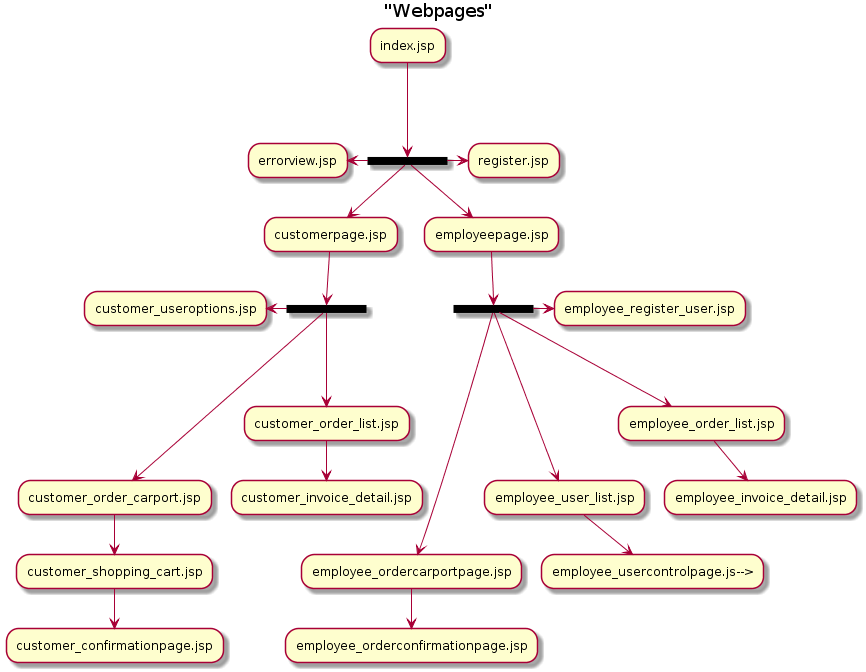 "Webpages"
index.jsp
errorview.jsp
register.jsp
customerpage.jsp
employeepage.jsp
customer_useroptions.jsp
employee_register_user.jsp
customer_order_list.jsp
employee_order_list.jsp
customer_order_carport.jsp
customer_invoice_detail.jsp
employee_user_list.jsp
employee_invoice_detail.jsp
customer_shopping_cart.jsp
employee_ordercarportpage.jsp
employee_usercontrolpage.js-->
customer_confirmationpage.jsp
employee_orderconfirmationpage.jsp